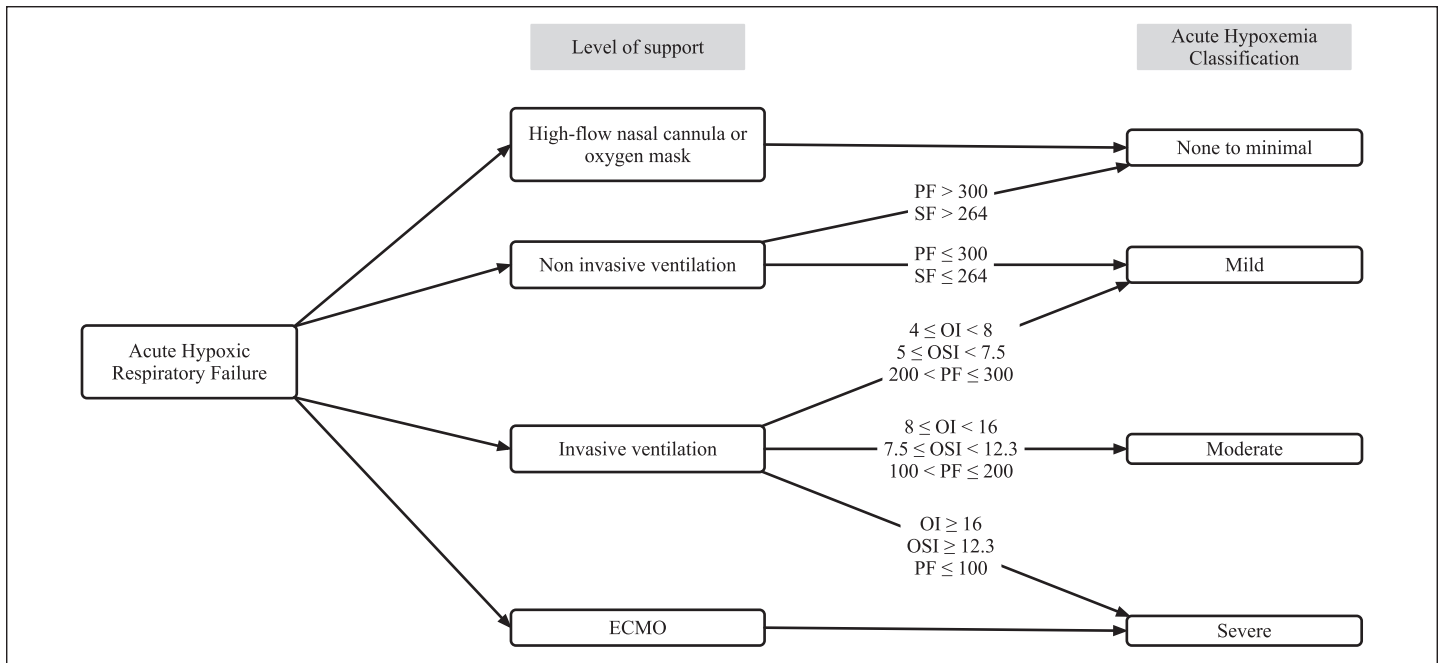 Level of support
Acute Hypoxemia
Classification
High-flow nasal cannula or
oxygen mask
None to minimal
PF > 300
SF > 264
Non invasive ventilation
PF ≤ 300
SF ≤ 264
Mild
Acute Hypoxic
Respiratory Failure
4 ≤ OI < 8
5 ≤ OSI < 7.5
200 < PF ≤ 300
Invasive ventilation
8 ≤ OI < 16
7.5 ≤ OSI < 12.3
100 < PF ≤ 200
Moderate
OI ≥ 16
OSI ≥ 12.3
PF ≤ 100
ECMO
Severe